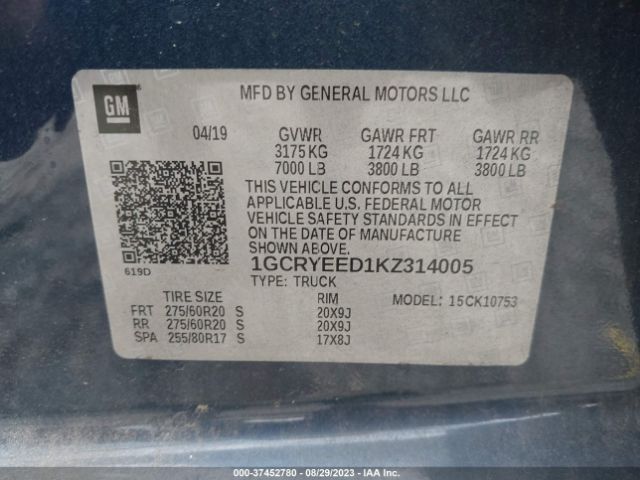 GM
MFD BY GENERAL MOTORS LLC
04/19 GVWR GAWR FRT GAWR RR
3175 KG 1724 KG 1724 KG
7000 LB 3800 LB 3800 LB
THIS VEHICLE CONFORMS TO ALL
APPLICABLE U.S. FEDERAL MOTOR
VEHICLE SAFETY STANDARDS IN EFFECT
ON THE DATE OF MANUFACTURE
SHOWN ABOVE.
619D
1GCRYEED1KZ314005
TYPE: TRUCK
TIRE SIZE RIM MODEL: 15CK10753
FRT 275/60R20 S 20X9J
RR 275/60R20 S 20X9J
SPA 255/80R17 S 17X8J
000-37452780 - 08/29/2023 - IAA Inc.